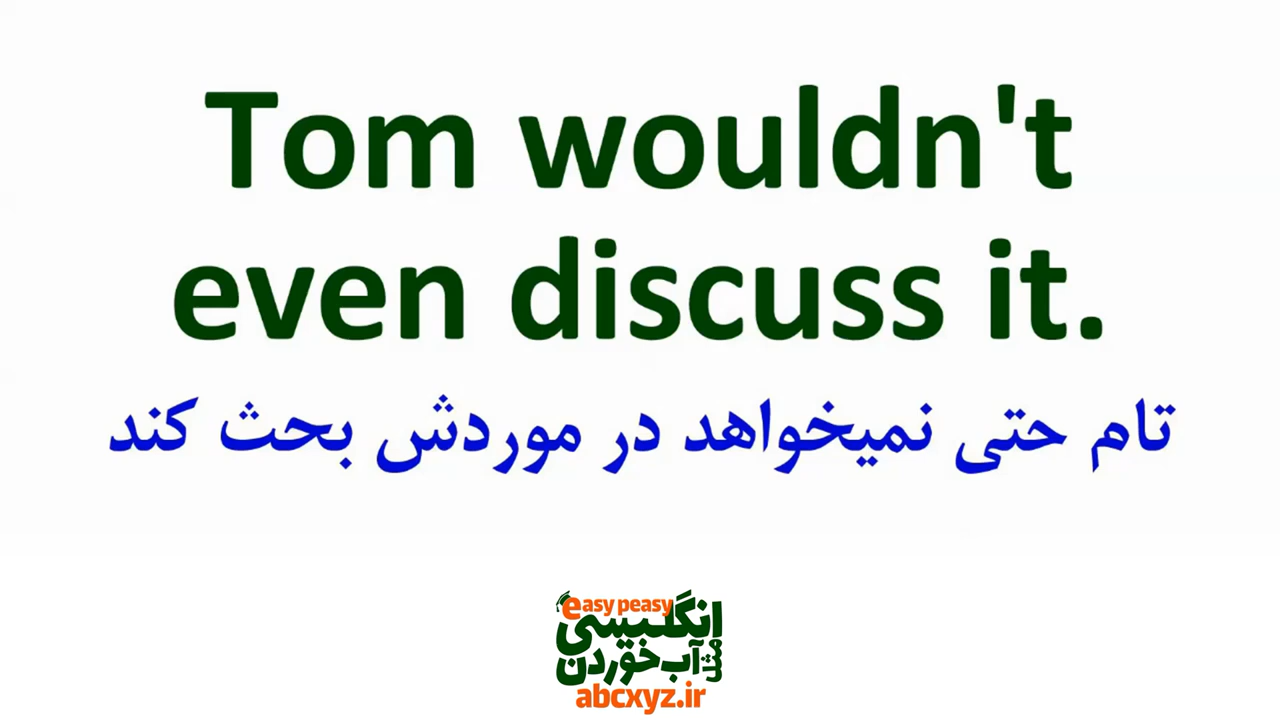 Tom wouldn't
even discuss it.
تام حتی نمیخواهد در موردش بحث کند
easy peasy
انگلیسی
مثل آب خوردن
abcxyz.ir